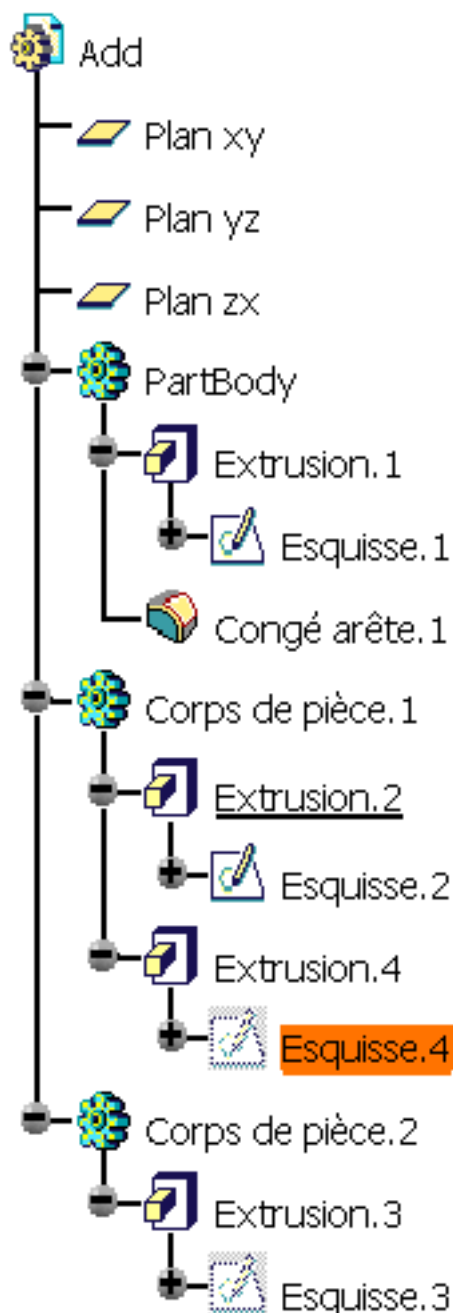 Add
Plan xy
Plan yz
Plan zx
PartBody
Extrusion.1
Esquisse.1
Congé arête.1
Corps de pièce.1
Extrusion.2
Esquisse.2
Extrusion.4
Esquisse.4
Corps de pièce.2
Extrusion.3
Esquisse.3